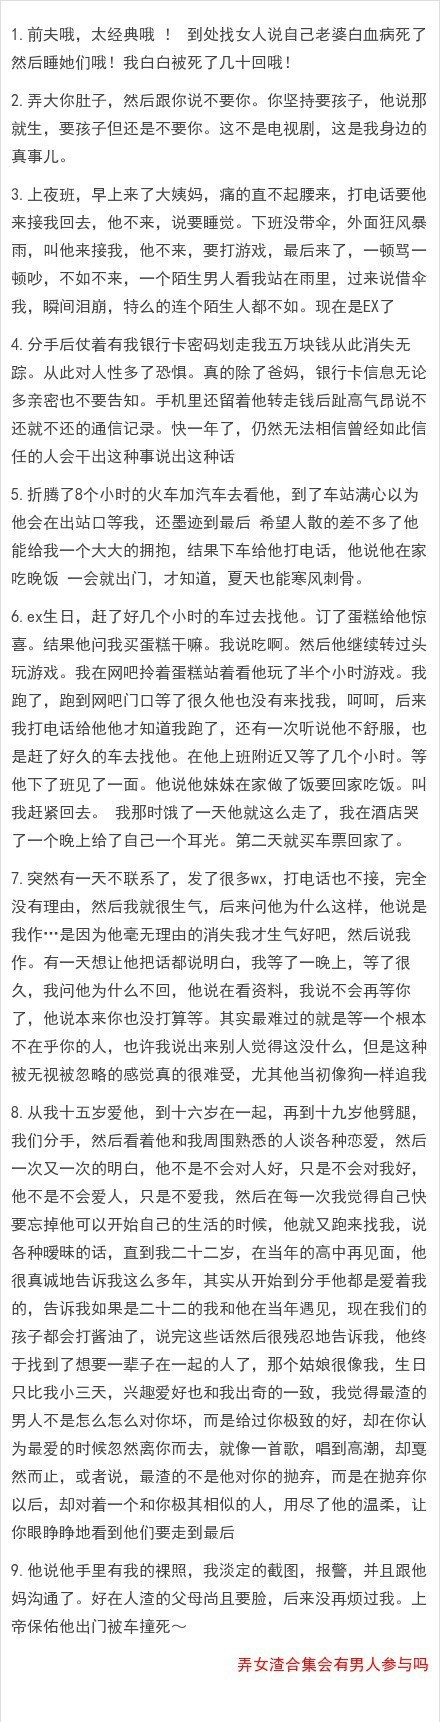 1. 前夫哦，太经典哦 ！ 到处找女人说自己老婆白血病死了
然后睡她们哦！我白白被死了几十回哦！
2. 弄大你肚子，然后跟你说不要你。你坚持要孩子，他说那
就生，要孩子但还是不要你。这不是电视剧，这是我身边的
真事儿。
3. 上夜班，早上来了大姨妈，痛的直不起腰来，打电话要他
来接我回去，他不来，说要睡觉。下班没带伞，外面狂风暴
雨，叫他来接我，他不来，要打游戏，最后来了，一顿骂一
顿吵，不如不来，一个陌生男人看我站在雨里，过来说借伞
我，瞬间泪崩，特么的连个陌生人都不如。现在是EX了
4. 分手后仗着有我银行卡密码划走我五万块钱从此消失无
踪。从此对人性多了恐惧。真的除了爸妈，银行卡信息无论
多亲密也不要告知。手机里还留着他转走钱后趾高气昂说不
还就不还的通信记录。快一年了，仍然无法相信曾经如此信
任的人会干出这种事说出这种话
5. 折腾了8个小时的火车加汽车去看他，到了车站满心以为
他会在出站口等我，还墨迹到最后 希望人散的差不多了他
能给我一个大大的拥抱，结果下车给他打电话，他说他在家
吃晚饭 一会就出门，才知道，夏天也能寒风刺骨。
6. ex生日，赶了好几个小时的车过去找他。订了蛋糕给他惊
喜。结果他问我买蛋糕干嘛。我说吃啊。然后他继续转过头
玩游戏。我在网吧拎着蛋糕站着看他玩了半个小时游戏。我
跑了，跑到网吧门口等了很久他也没有来找我，呵呵，后来
我打电话给他他才知道我跑了，还有一次听说他不舒服，也
是赶了好久的车去找他。在他上班附近又等了几个小时。等
他下了班见了一面。他说他妹妹在家做了饭要回家吃饭。叫
我赶紧回去。 我那时饿了一天他就这么走了，我在酒店哭
了一个晚上给了自己一个耳光。第二天就买车票回家了。
7. 突然有一天不联系了，发了很多wx，打电话也不接，完全
没有理由，然后我就很生气，后来问他为什么这样，他说是
我作…是因为他毫无理由的消失我才生气好吧，然后说我
作。有一天想让他把话都说明白，我等了一晚上，等了很
久，我问他为什么不回，他说在看资料，我说不会再等你
了，他说本来你也没打算等。其实最难过的就是等一个根本
不在乎你的人，也许我说出来别人觉得这没什么，但是这种
被无视被忽略的感觉真的很难受，尤其他当初像狗一样追我
8. 从我十五岁爱他，到十六岁在一起，再到十九岁他劈腿，
我们分手，然后看着他和我周围熟悉的人谈各种恋爱，然后
一次又一次的明白，他不是不会对人好，只是不会对我好，
他不是不会爱人，只是不爱我，然后在每一次我觉得自己快
要忘掉他可以开始自己的生活的时候，他就又跑来找我，说
各种暧昧的话，直到我二十二岁，在当年的高中再见面，他
很真诚地告诉我这么多年，其实从开始到分手他都是爱着我
的，告诉我如果是二十二的我和他在当年遇见，现在我们的
孩子都会打酱油了，说完这些话然后很残忍地告诉我，他终
于找到了想要一辈子在一起的人了，那个姑娘很像我，生日
只比我小三天，兴趣爱好也和我出奇的一致，我觉得最渣的
男人不是怎么怎么对你坏，而是给过你极致的好，却在你认
为最爱的时候忽然离你而去，就像一首歌，唱到高潮，却戛
然而止，或者说，最渣的不是他对你的抛弃，而是在抛弃你
以后，却对着一个和你极其相似的人，用尽了他的温柔，让
你眼睁睁地看到他们要走到最后
9. 他说他手里有我的裸照，我淡定的截图，报警，并且跟他
妈沟通了。好在人渣的父母尚且要脸，后来没再烦过我。上
帝保佑他出门被车撞死～
弄女渣合集会有男人参与吗